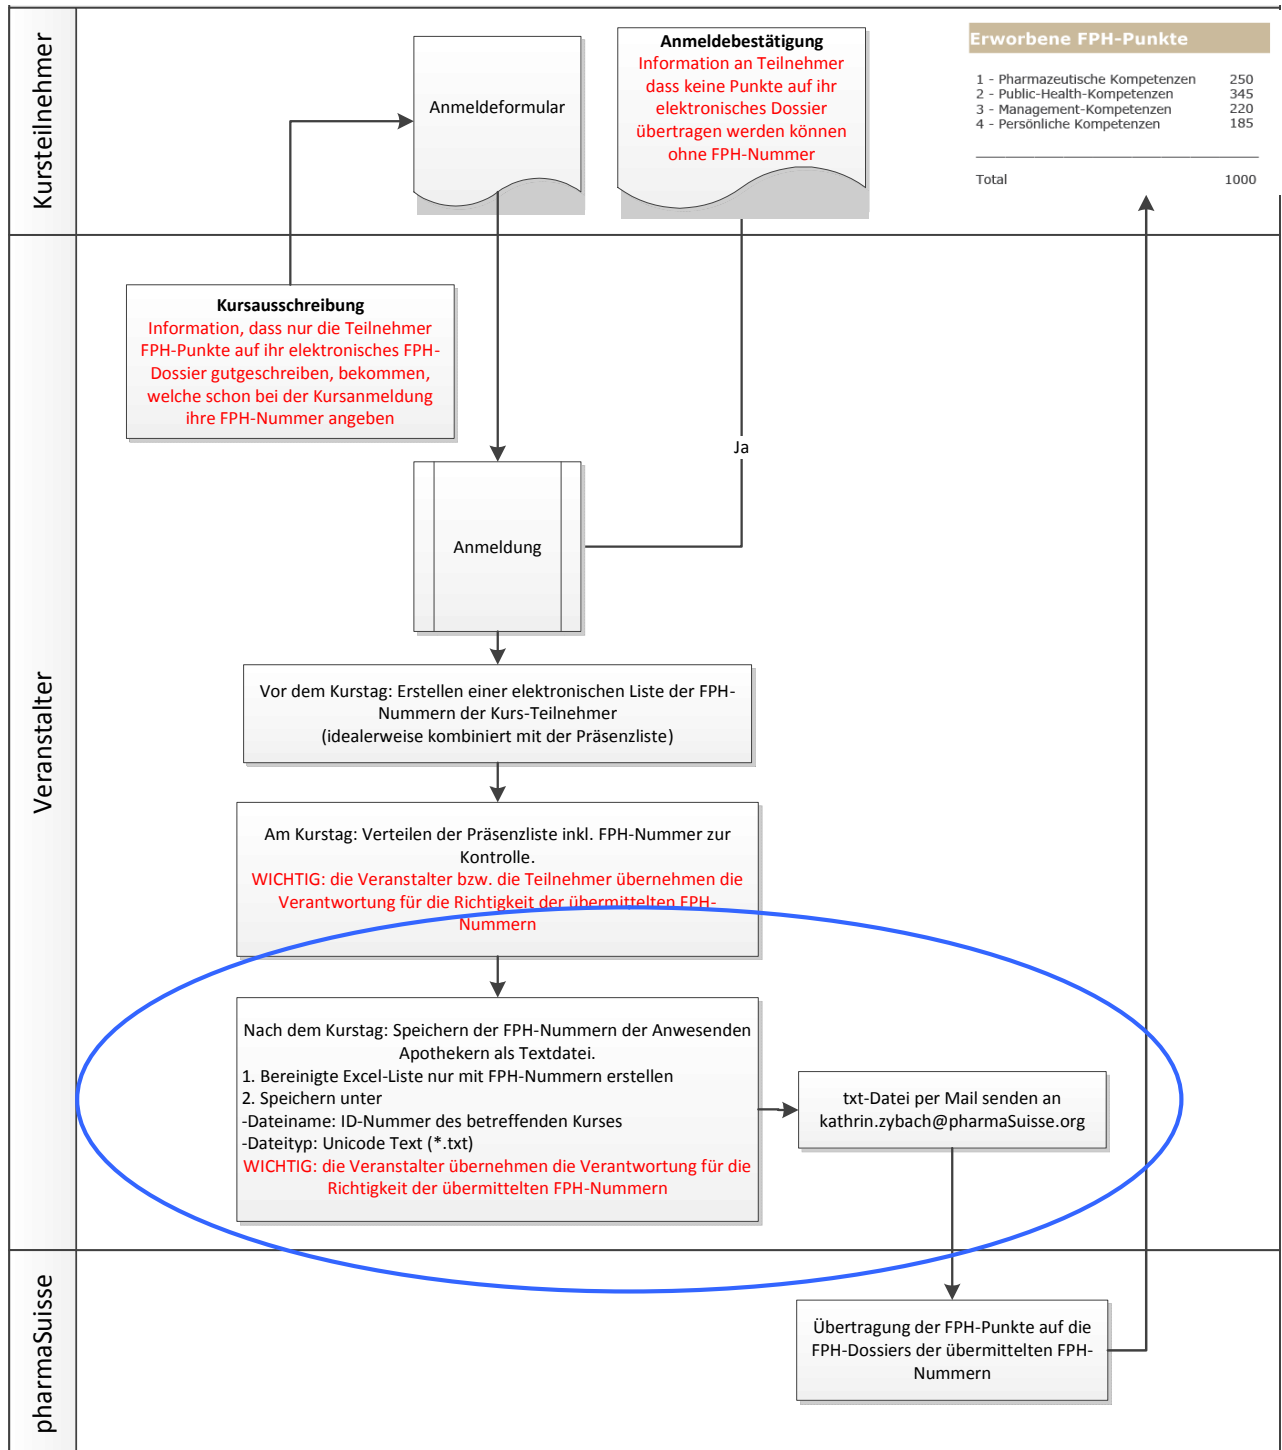 Kursteilnehmer
Anmeldeformular
Anmeldebestätigung
Information an Teilnehmer
dass keine Punkte auf ihr
elektronisches Dossier
übertragen werden können
ohne FPH-Nummer
Erworbene FPH-Punkte
1 - Pharmazeutische Kompetenzen 250
2 - Public-Health-Kompetenzen 345
3 - Management-Kompetenzen 220
4 - Persönliche Kompetenzen 185
Total 1000
Veranstalter
Kursausschreibung
Information, dass nur die Teilnehmer
FPH-Punkte auf ihr elektronisches FPH-
Dossier gutgeschreiben, bekommen,
welche schon bei der Kursanmeldung
ihre FPH-Nummer angeben
Ja
Anmeldung
Vor dem Kurstag: Erstellen einer elektronischen Liste der FPH-
Nummern der Kurs-Teilnehmer
(idealerweise kombiniert mit der Präsenzliste)
Am Kurstag: Verteilen der Präsenzliste inkl. FPH-Nummer zur
Kontrolle.
WICHTIG: die Veranstalter bzw. die Teilnehmer übernehmen die
Verantwortung für die Richtigkeit der übermittelten FPH-
Nummern
Nach dem Kurstag: Speichern der FPH-Nummern der Anwesenden
Apothekern als Textdatei.
1. Bereinigte Excel-Liste nur mit FPH-Nummern erstellen
2. Speichern unter
-Dateiname: ID-Nummer des betreffenden Kurses
-Dateityp: Unicode Text (*.txt)
WICHTIG: die Veranstalter übernehmen die Verantwortung für die
Richtigkeit der übermittelten FPH-Nummern
txt-Datei per Mail senden an
kathrin.zybach@pharmaSuisse.org
pharmaSuisse
Übertragung der FPH-Punkte auf die
FPH-Dossiers der übermittelten FPH-
Nummern